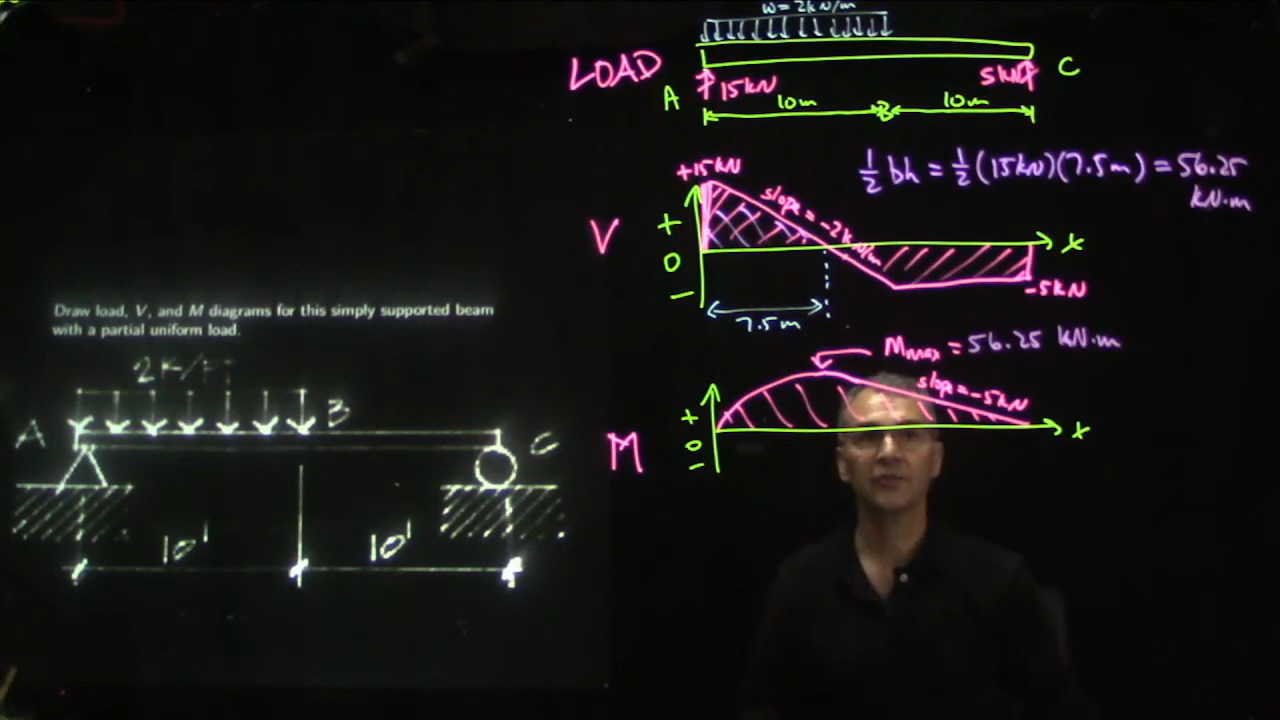 w = 2kN/m
LOAD
A
15kN
5kN
C
10m
B
10m
+15kN
slope = -2kN/m
½ bh = ½ (15kN)(7.5m) = 56.25
kN·m
V
+
0
-
x
-5kN
7.5m
Mmax = 56.25 kN·m
slope = -5kN
M
+
0
-
x
Draw load, V, and M diagrams for this simply supported beam
with a partial uniform load.
2K/FT
A
B
C
10'
10'